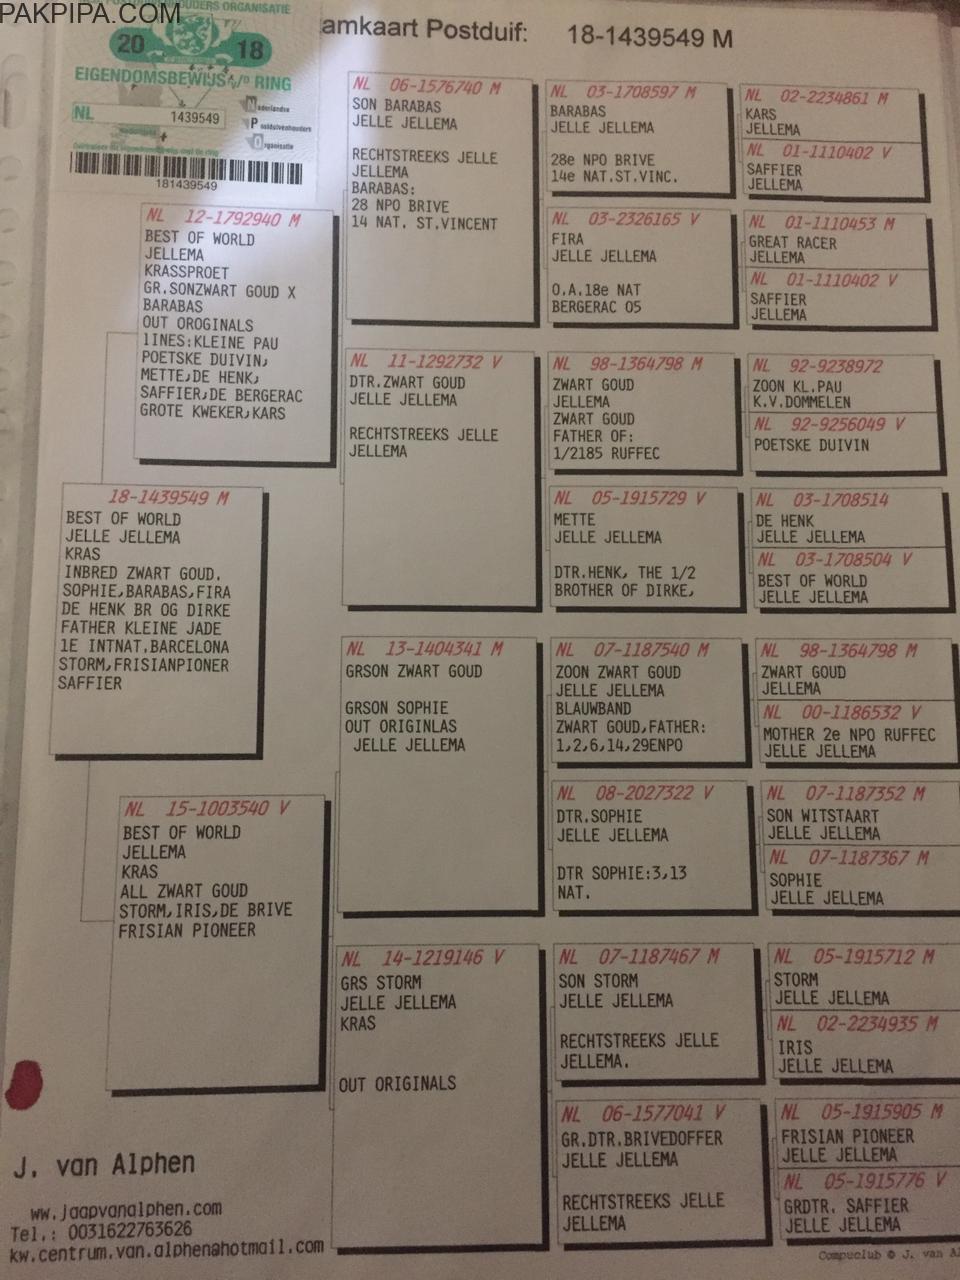 PAKPIPA.COM
OUDERS ORGANISATIE
20 18
EIGENDOMSBEWIJS v/D RING
NL 1439549
Nederlandse
Postduivenhouders
Organisatie
181439549
amkaart Postduif: 18-1439549 M
18-1439549 M
BEST OF WORLD
JELLE JELLEMA
KRAS
INBRED ZWART GOUD.
SOPHIE,BARABAS,FIRA
DE HENK BR OG DIRKE
FATHER KLEINE JADE
1E INTNAT.BARCELONA
STORM,FRISIANPIONER
SAFFIER
NL 12-1792940 M
BEST OF WORLD
JELLEMA
KRASSPROET
GR.SONZWART GOUD X
BARABAS
OUT OROGINALS
lINES:KLEINE PAU
POETSKE DUIVIN,
METTE,DE HENK,
SAFFIER,DE BERGERAC
GROTE KWEKER,KARS
NL 15-1003540 V
BEST OF WORLD
JELLEMA
KRAS
ALL ZWART GOUD
STORM,IRIS,DE BRIVE
FRISIAN PIONEER
NL 06-1576740 M
SON BARABAS
JELLE JELLEMA
RECHTSTREEKS JELLE
JELLEMA
BARABAS:
28 NPO BRIVE
14 NAT. ST.VINCENT
NL 11-1292732 V
DTR.ZWART GOUD
JELLE JELLEMA
RECHTSTREEKS JELLE
JELLEMA
NL 13-1404341 M
GRSON ZWART GOUD
GRSON SOPHIE
OUT ORIGINLAS
JELLE JELLEMA
NL 14-1219146 V
GRS STORM
JELLE JELLEMA
KRAS
OUT ORIGINALS
NL 03-1708597 M
BARABAS
JELLE JELLEMA
28e NPO BRIVE
14e NAT.ST.VINC.
NL 03-2326165 V
FIRA
JELLE JELLEMA
O.A.18e NAT
BERGERAC 05
NL 98-1364798 M
ZWART GOUD
JELLEMA
ZWART GOUD
FATHER OF:
1/2185 RUFFEC
NL 05-1915729 V
METTE
JELLE JELLEMA
DTR.HENK, THE 1/2
BROTHER OF DIRKE,
NL 07-1187540 M
ZOON ZWART GOUD
JELLE JELLEMA
BLAUWBAND
ZWART GOUD,FATHER:
1,2,6,14,29ENPO
NL 08-2027322 V
DTR.SOPHIE
JELLE JELLEMA
DTR SOPHIE:3,13
NAT.
NL 07-1187467 M
SON STORM
JELLE JELLEMA
RECHTSTREEKS JELLE
JELLEMA.
NL 06-1577041 V
GR.DTR.BRIVEDOFFER
JELLE JELLEMA
RECHTSTREEKS JELLE
JELLEMA
NL 02-2234861 M
KARS
JELLEMA
NL 01-1110402 V
SAFFIER
JELLEMA
NL 01-1110453 M
GREAT RACER
JELLEMA
NL 01-1110402 V
SAFFIER
JELLEMA
NL 92-9238972
ZOON KL.PAU
K.V.DOMMELEN
NL 92-9256049 V
POETSKE DUIVIN
NL 03-1708514
DE HENK
JELLE JELLEMA
NL 03-1708504 V
BEST OF WORLD
JELLE JELLEMA
NL 98-1364798 M
ZWART GOUD
JELLEMA
NL 00-1186532 V
MOTHER 2e NPO RUFFEC
JELLE JELLEMA
NL 07-1187352 M
SON WITSTAART
JELLE JELLEMA
NL 07-1187367 M
SOPHIE
JELLE JELLEMA
NL 05-1915712 M
STORM
JELLE JELLEMA
NL 02-2234935 M
IRIS
JELLE JELLEMA
NL 05-1915905 M
FRISIAN PIONEER
JELLE JELLEMA
NL 05-1915776 V
GRDTR. SAFFIER
JELLE JELLEMA
J. van Alphen
ww.jaapvanalphen.com
Tel.: 0031622763626
kw.centrum.van.alphen@hotmail.com
Compuclub © J. van Al